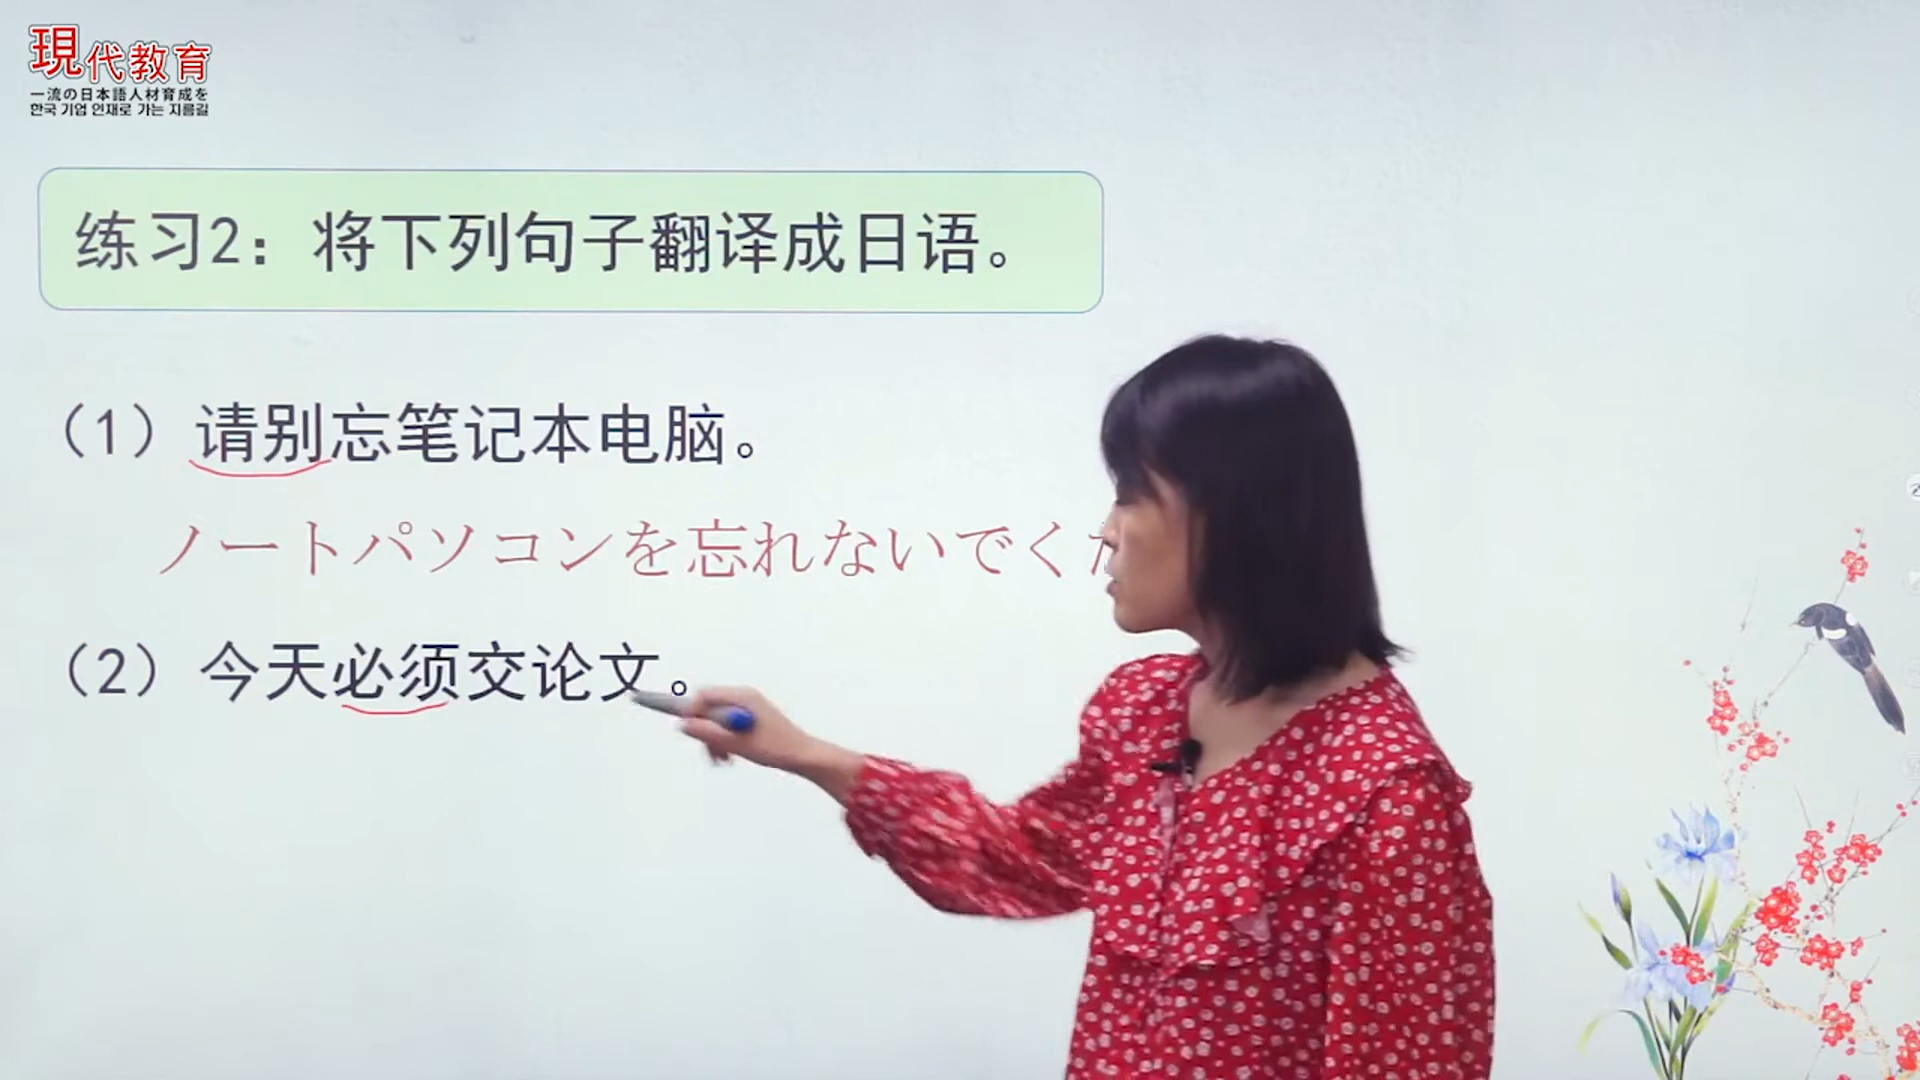 現代教育
一流の日本語人材育成を
한국 기업 인재로 가는 지름길
练习2：将下列句子翻译成日语。
（1）请别忘笔记本电脑。
ノートパソコンを忘れないでく
（2）今天必须交论文。